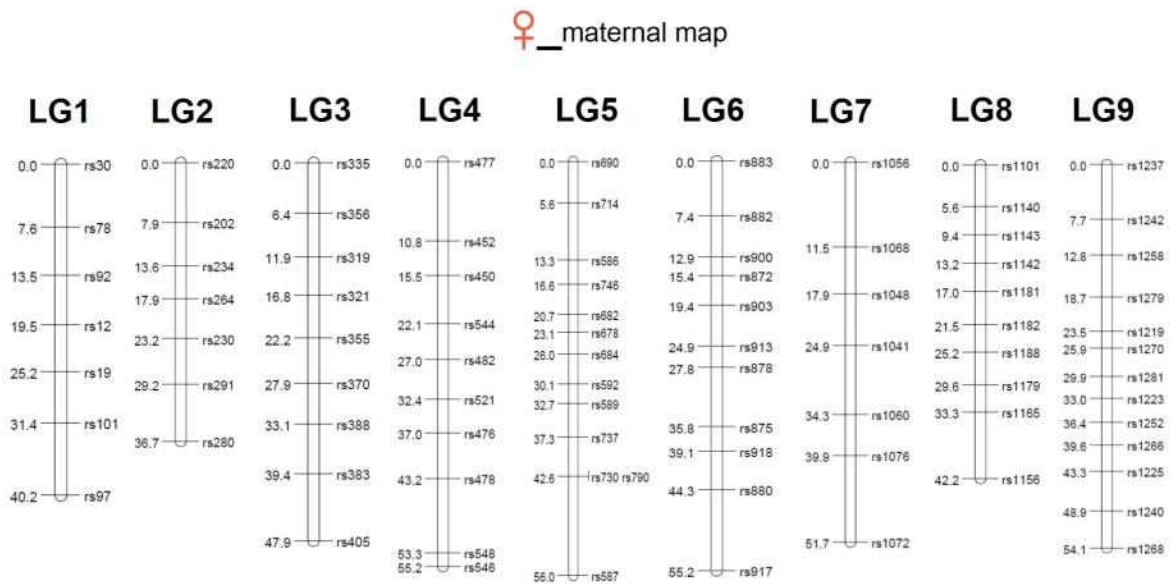 ♀_maternal map
LG1
0.0 rs30
7.6 rs78
13.5 rs92
19.5 rs12
25.2 rs19
31.4 rs101
40.2 rs97
LG2
0.0 rs220
7.9 rs202
13.6 rs234
17.9 rs264
23.2 rs230
29.2 rs291
36.7 rs280
LG3
0.0 rs335
6.4 rs356
11.9 rs319
16.8 rs321
22.2 rs355
27.9 rs370
33.1 rs388
39.4 rs383
47.9 rs405
LG4
0.0 rs477
10.8 rs452
15.5 rs450
22.1 rs544
27.0 rs482
32.4 rs521
37.0 rs476
43.2 rs478
53.3 rs548
55.2 rs546
LG5
0.0 rs690
5.6 rs714
13.3 rs586
16.6 rs746
20.7 rs682
23.1 rs678
26.0 rs684
30.1 rs592
32.7 rs589
37.3 rs737
42.6 rs730 rs790
56.0 rs587
LG6
0.0 rs883
7.4 rs882
12.9 rs900
15.4 rs872
19.4 rs903
24.9 rs913
27.8 rs878
35.8 rs875
39.1 rs918
44.3 rs880
55.2 rs917
LG7
0.0 rs1056
11.5 rs1068
17.9 rs1048
24.9 rs1041
34.3 rs1060
39.9 rs1076
51.7 rs1072
LG8
0.0 rs1101
5.6 rs1140
9.4 rs1143
13.2 rs1142
17.0 rs1181
21.5 rs1182
25.2 rs1188
29.6 rs1179
33.3 rs1165
42.2 rs1156
LG9
0.0 rs1237
7.7 rs1242
12.8 rs1258
18.7 rs1279
23.5 rs1219
25.9 rs1270
29.9 rs1281
33.0 rs1223
36.4 rs1252
39.6 rs1266
43.3 rs1225
48.9 rs1240
54.1 rs1268